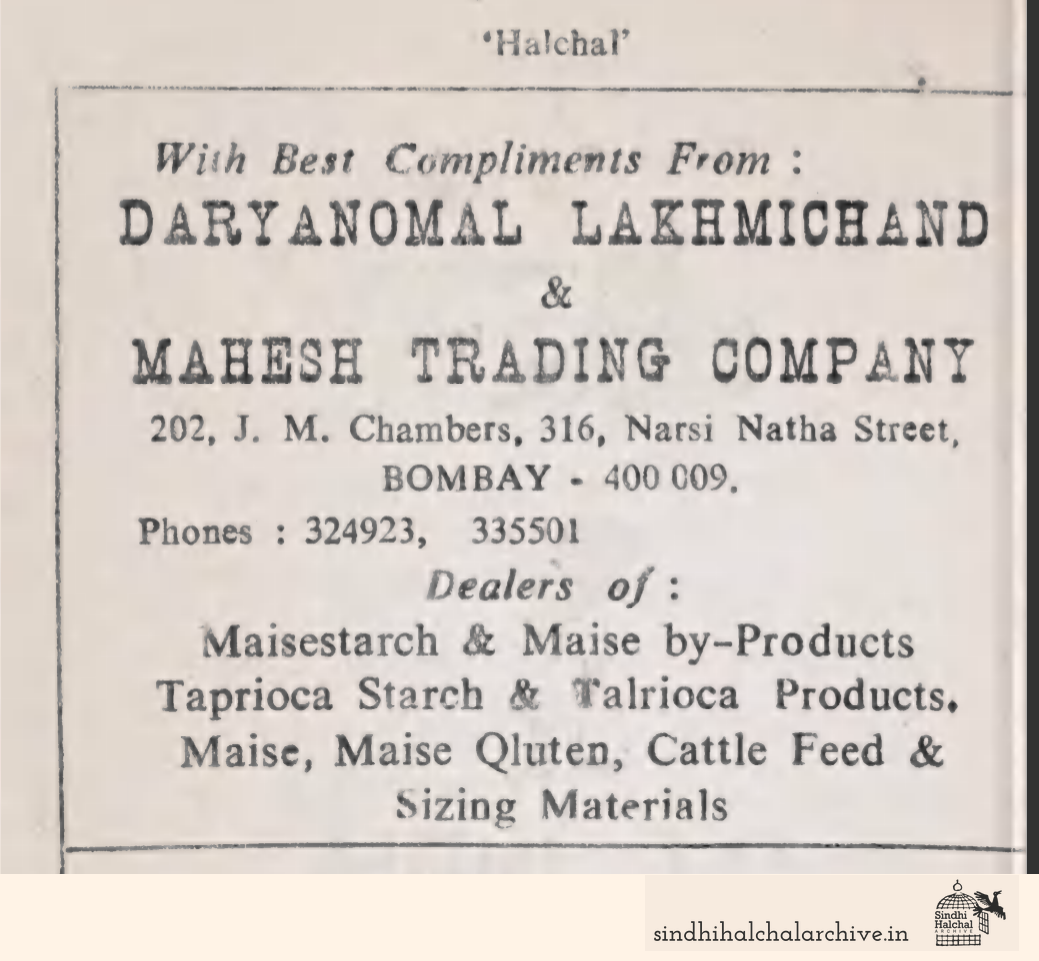 ‘Halchal’
With Best Compliments From :
DARYANOMAL LAKHMICHAND
&
MAHESH TRADING COMPANY
202, J. M. Chambers, 316, Narsi Natha Street,
BOMBAY - 400 009.
Phones : 324923, 335501
Dealers of :
Maisestarch & Maise by-Products
Taprioca Starch & Talrioca Products.
Maise, Maise Qluten, Cattle Feed &
Sizing Materials
sindhihalchalarchive.in
Sindhi
Halchal
ARCHIVE